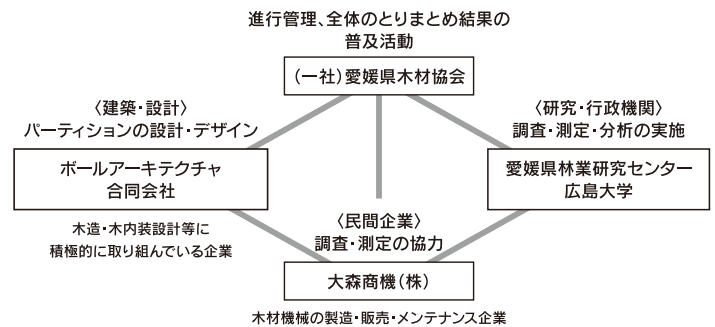 進行管理、全体のとりまとめ結果の
普及活動
(一社)愛媛県木材協会
〈建築・設計〉
パーティションの設計・デザイン
ボールアーキテクチャ
合同会社
木造・木内装設計等に
積極的に取り組んでいる企業
〈研究・行政機関〉
調査・測定・分析の実施
愛媛県林業研究センター
広島大学
〈民間企業〉
調査・測定の協力
大森商機(株)
木材機械の製造・販売・メンテナンス企業